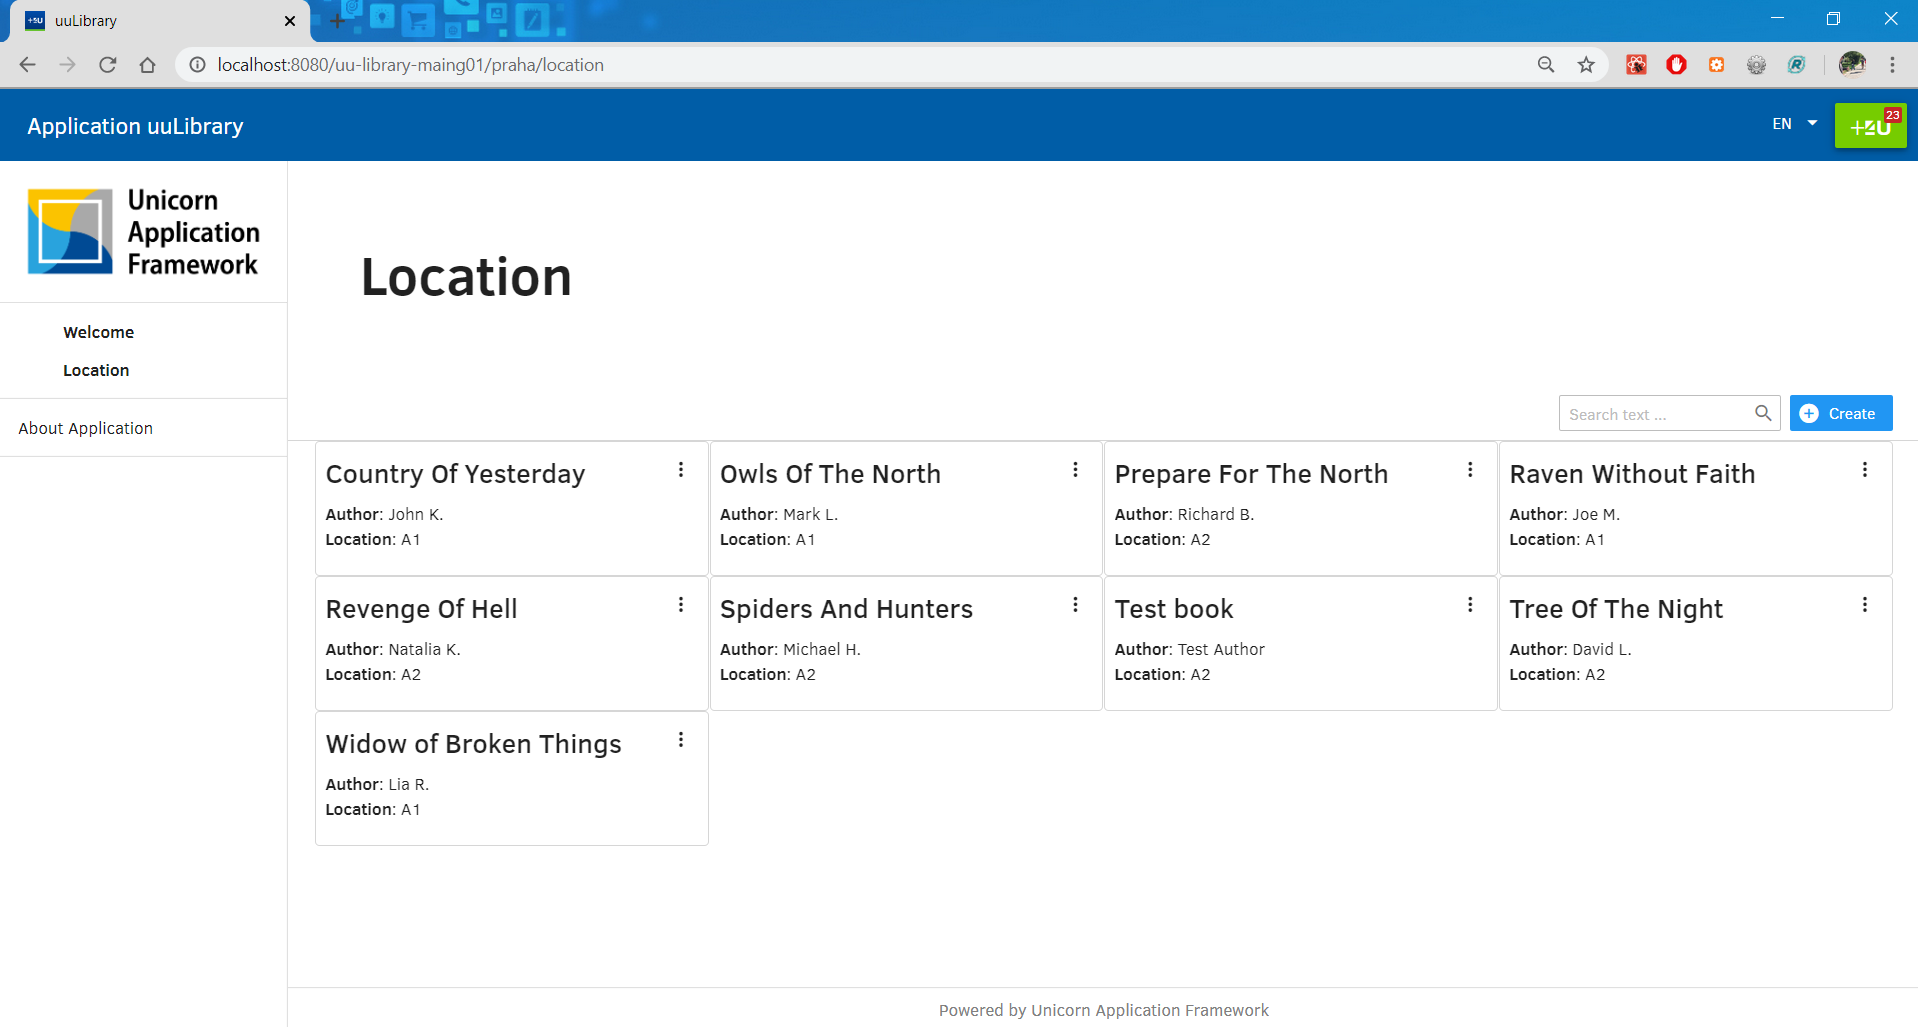 uuLibrary
localhost:8080/uu-library-maing01/praha/location
Application uuLibrary
EN
+4U
23
Unicorn
Application
Framework
Welcome
Location
About Application
Location
Search text ...
Create
Country Of Yesterday
Author: John K.
Location: A1
Owls Of The North
Author: Mark L.
Location: A1
Prepare For The North
Author: Richard B.
Location: A2
Raven Without Faith
Author: Joe M.
Location: A1
Revenge Of Hell
Author: Natalia K.
Location: A2
Spiders And Hunters
Author: Michael H.
Location: A2
Test book
Author: Test Author
Location: A2
Tree Of The Night
Author: David L.
Location: A2
Widow of Broken Things
Author: Lia R.
Location: A1
Powered by Unicorn Application Framework